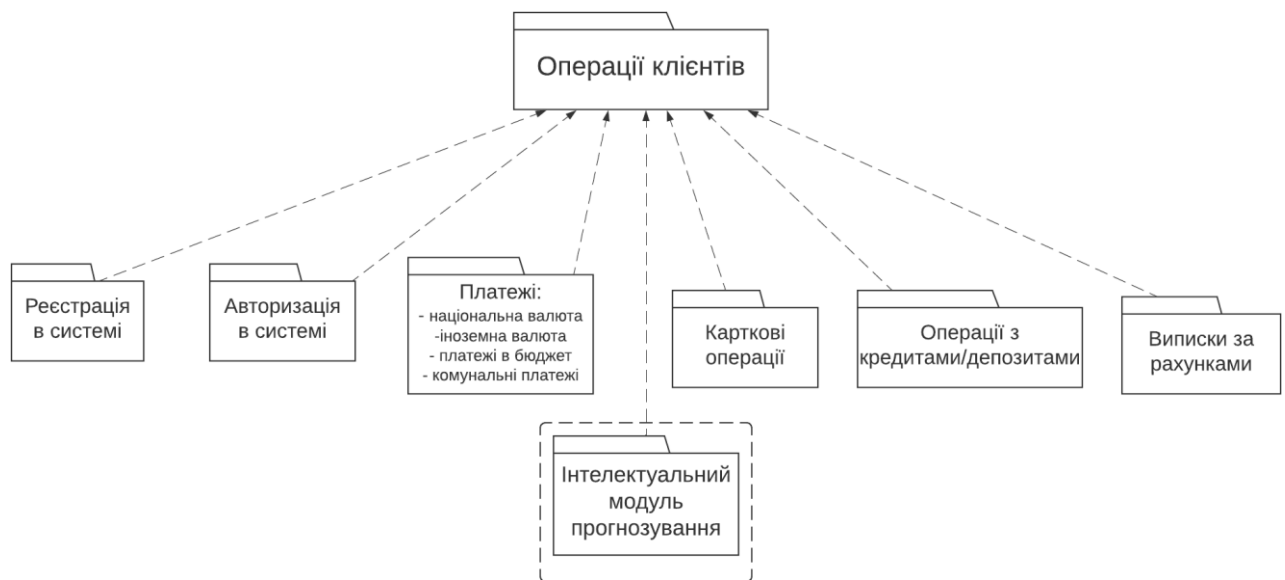 Операції клієнтів
Реєстрація
в системі
Авторизація
в системі
Платежі:
- національна валюта
-іноземна валюта
- платежі в бюджет
- комунальні платежі
Карткові
операції
Операції з
кредитами/депозитами
Виписки за
рахунками
Інтелектуальний
модуль
прогнозування